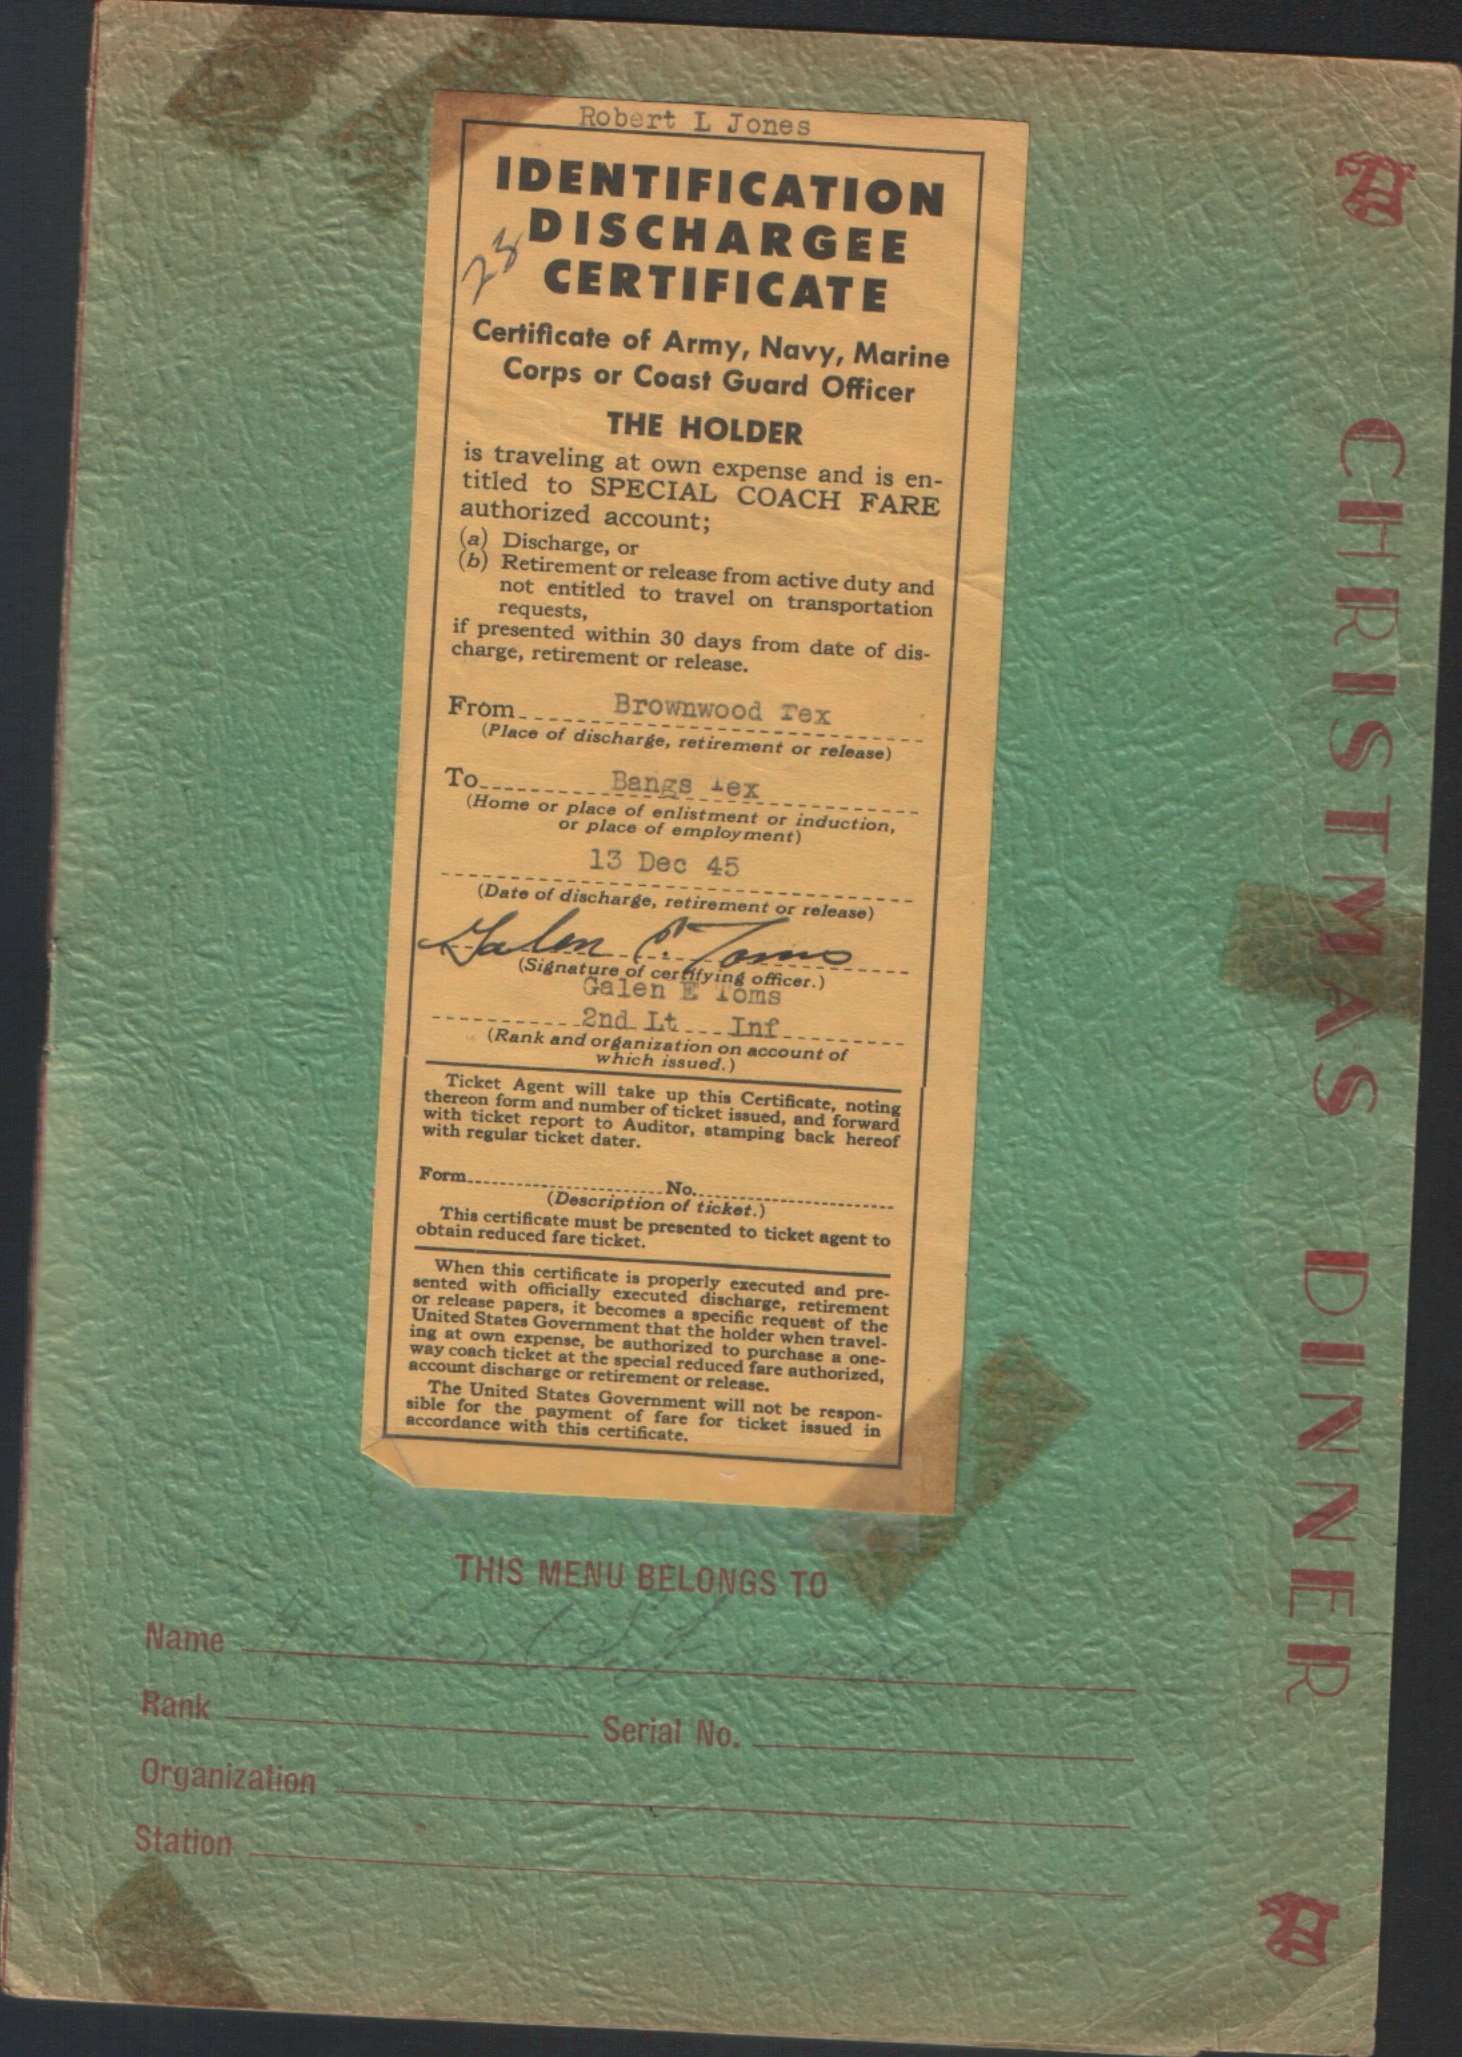 Robert L Jones
IDENTIFICATION
DISCHARGEE
CERTIFICATE
23
Certificate of Army, Navy, Marine
Corps or Coast Guard Officer
THE HOLDER
is traveling at own expense and is en-
titled to SPECIAL COACH FARE
authorized account;
(a) Discharge, or
(b) Retirement or release from active duty and
not entitled to travel on transportation
requests,
if presented within 30 days from date of dis-
charge, retirement or release.
From Brownwood Tex
(Place of discharge, retirement or release)
To Bangs Tex
(Home or place of enlistment or induction,
or place of employment)
13 Dec 45
(Date of discharge, retirement or release)
Galen E. Toms
(Signature of certifying officer.)
Galen E Toms
2nd Lt Inf
(Rank and organization on account of
which issued.)
Ticket Agent will take up this Certificate, noting
thereon form and number of ticket issued, and forward
with ticket report to Auditor, stamping back hereof
with regular ticket dater.
Form No.
(Description of ticket.)
This certificate must be presented to ticket agent to
obtain reduced fare ticket.
When this certificate is properly executed and pre-
sented with officially executed discharge, retirement
or release papers, it becomes a specific request of the
United States Government that the holder when travel-
ing at own expense, be authorized to purchase a one-
way coach ticket at the special reduced fare authorized,
account discharge or retirement or release.
The United States Government will not be respon-
sible for the payment of fare for ticket issued in
accordance with this certificate.
CHRISTMAS DINNER
THIS MENU BELONGS TO
Name
Rank Serial No.
Organization
Station